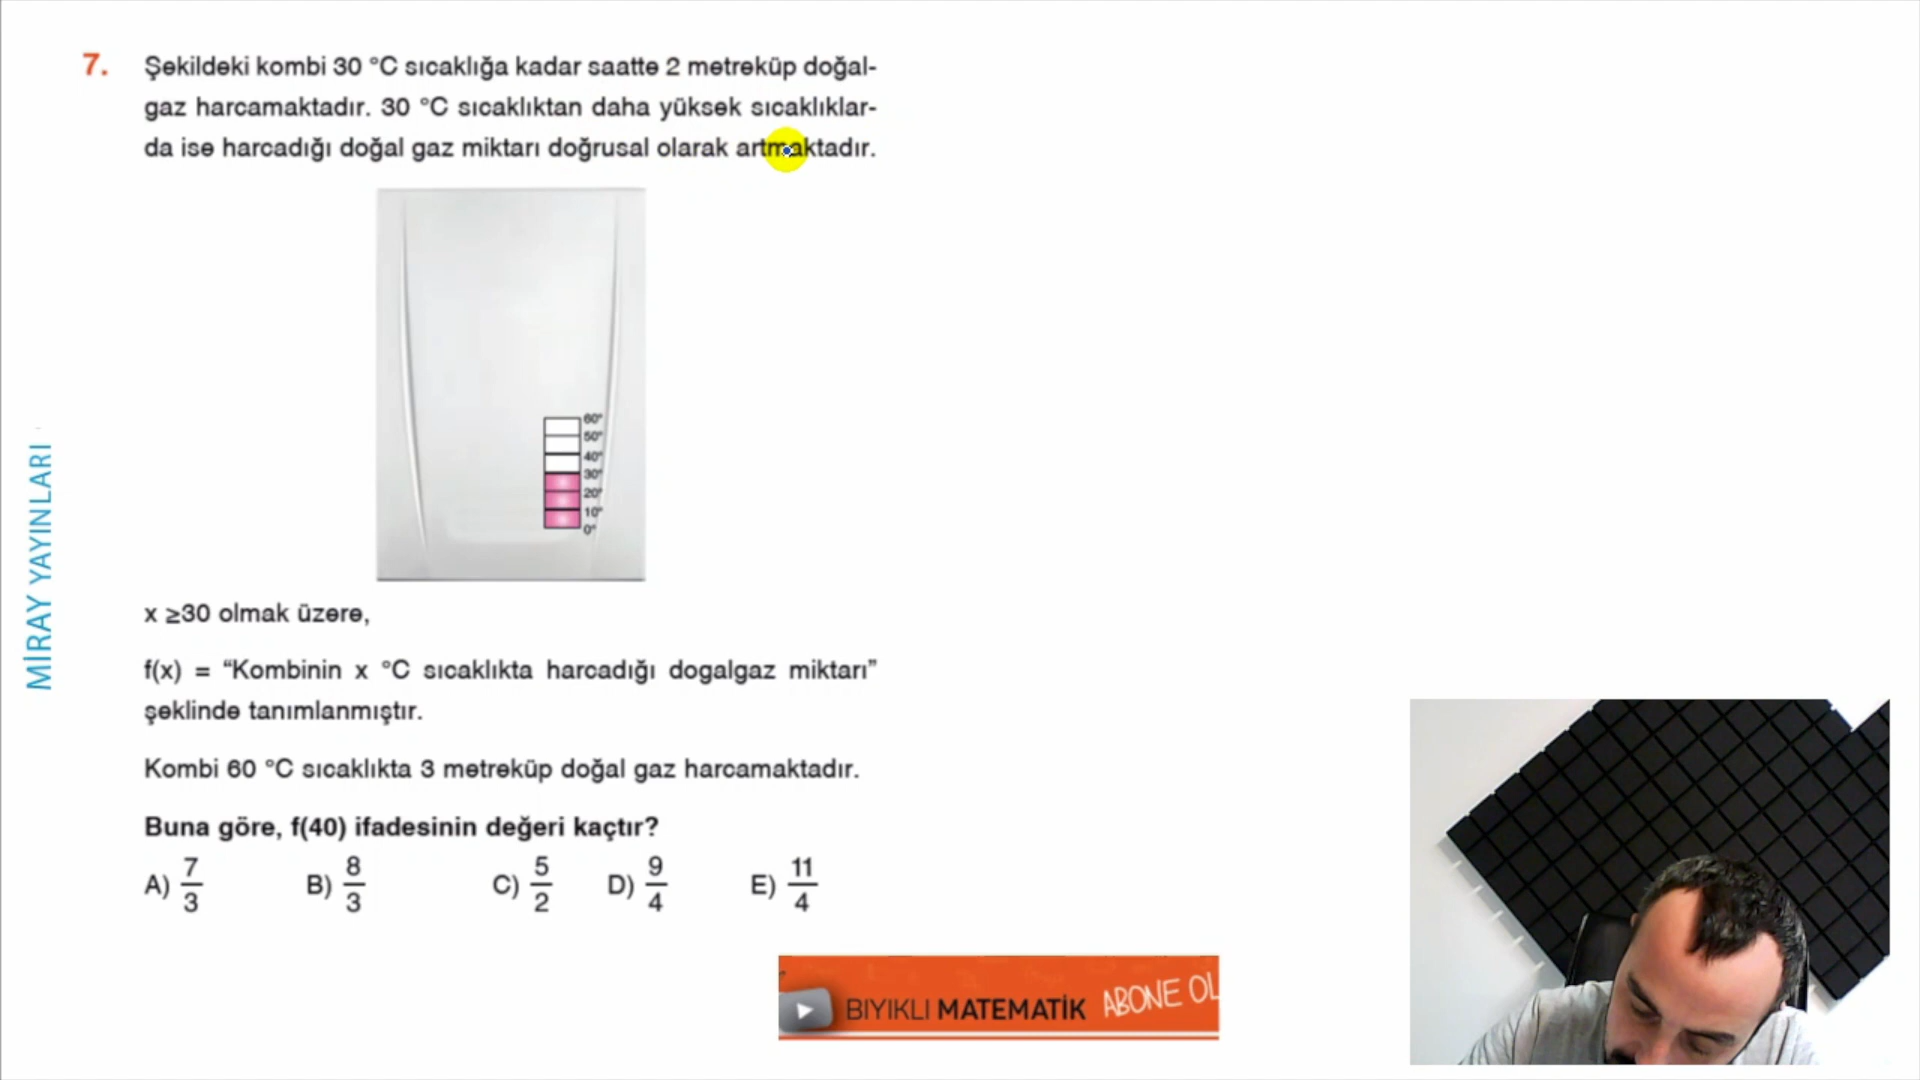 7. Şekildeki kombi 30 °C sıcaklığa kadar saatte 2 metreküp doğal-
gaz harcamaktadır. 30 °C sıcaklıktan daha yüksek sıcaklıklar-
da ise harcadığı doğal gaz miktarı doğrusal olarak artmaktadır.
60°
50°
40°
30°
20°
10°
0°
MİRAY YAYINLARI
x ≥30 olmak üzere,
f(x) = “Kombinin x °C sıcaklıkta harcadığı dogalgaz miktarı”
şeklinde tanımlanmıştır.
Kombi 60 °C sıcaklıkta 3 metreküp doğal gaz harcamaktadır.
Buna göre, f(40) ifadesinin değeri kaçtır?
A) 7/3 B) 8/3 C) 5/2 D) 9/4 E) 11/4
BIYIKLI MATEMATİK ABONE OL